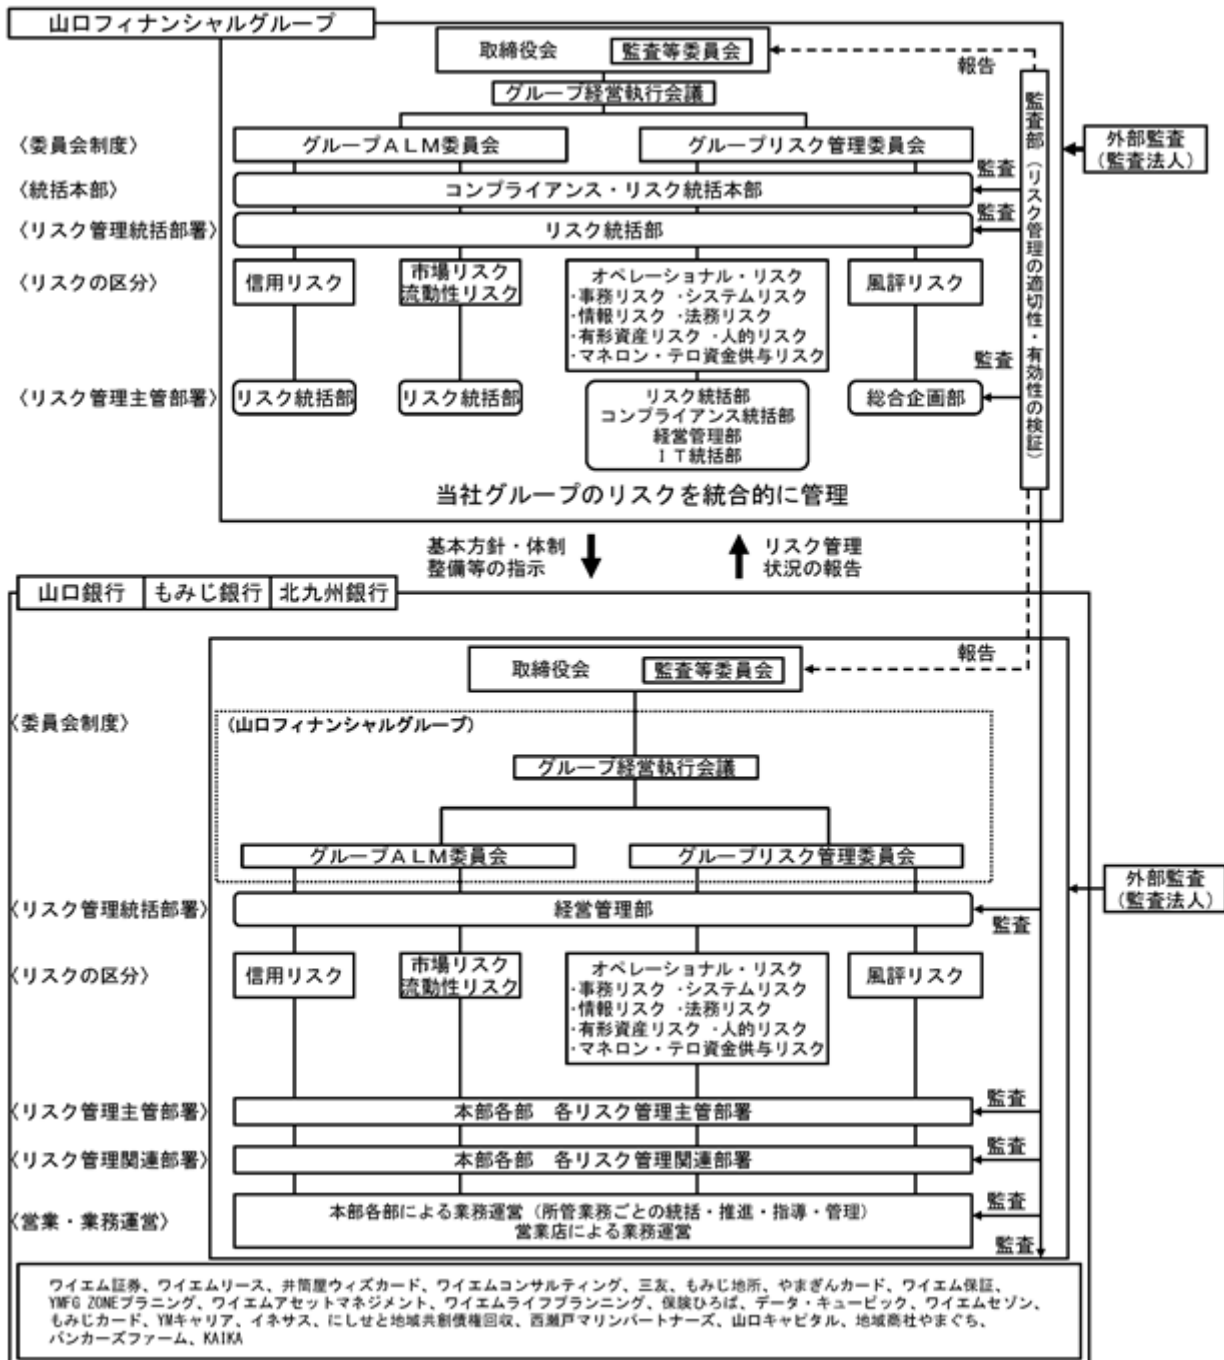 山口フィナンシャルグループ
取締役会 監査等委員会
報告
グループ経営執行会議
監査部(リスク管理の適切性・有効性の検証)
外部監査
(監査法人)
〈委員会制度〉
グループALM委員会
グループリスク管理委員会
監査
〈統括本部〉
コンプライアンス・リスク統括本部
監査
〈リスク管理統括部署〉
リスク統括部
〈リスクの区分〉
信用リスク
市場リスク
流動性リスク
オペレーショナル・リスク
・事務リスク ・システムリスク
・情報リスク ・法務リスク
・有形資産リスク ・人的リスク
・マネロン・テロ資金供与リスク
風評リスク
監査
〈リスク管理主管部署〉
リスク統括部
リスク統括部
リスク統括部
コンプライアンス統括部
経営管理部
IT統括部
総合企画部
当社グループのリスクを統合的に管理
基本方針・体制
整備等の指示
リスク管理
状況の報告
山口銀行
もみじ銀行
北九州銀行
取締役会 監査等委員会
報告
〈委員会制度〉
(山口フィナンシャルグループ)
グループ経営執行会議
グループALM委員会
グループリスク管理委員会
外部監査
(監査法人)
〈リスク管理統括部署〉
経営管理部
監査
〈リスクの区分〉
信用リスク
市場リスク
流動性リスク
オペレーショナル・リスク
・事務リスク ・システムリスク
・情報リスク ・法務リスク
・有形資産リスク ・人的リスク
・マネロン・テロ資金供与リスク
風評リスク
〈リスク管理主管部署〉
本部各部 各リスク管理主管部署
監査
〈リスク管理関連部署〉
本部各部 各リスク管理関連部署
監査
〈営業・業務運営〉
本部各部による業務運営(所管業務ごとの統括・推進・指導・管理)
営業店による業務運営
監査
監査
ワイエム証券、ワイエムリース、井筒屋ウィズカード、ワイエムコンサルティング、三友、もみじ地所、やまぎんカード、ワイエム保証、
YMFG ZONEプラニング、ワイエムアセットマネジメント、ワイエムライフプランニング、保険ひろば、データ・キュービック、ワイエムセゾン、
もみじカード、YMキャリア、イネサス、にしせと地域共創債権回収、西瀬戸マリンパートナーズ、山口キャピタル、地域商社やまぐち、
バンカーズファーム、KAIKA